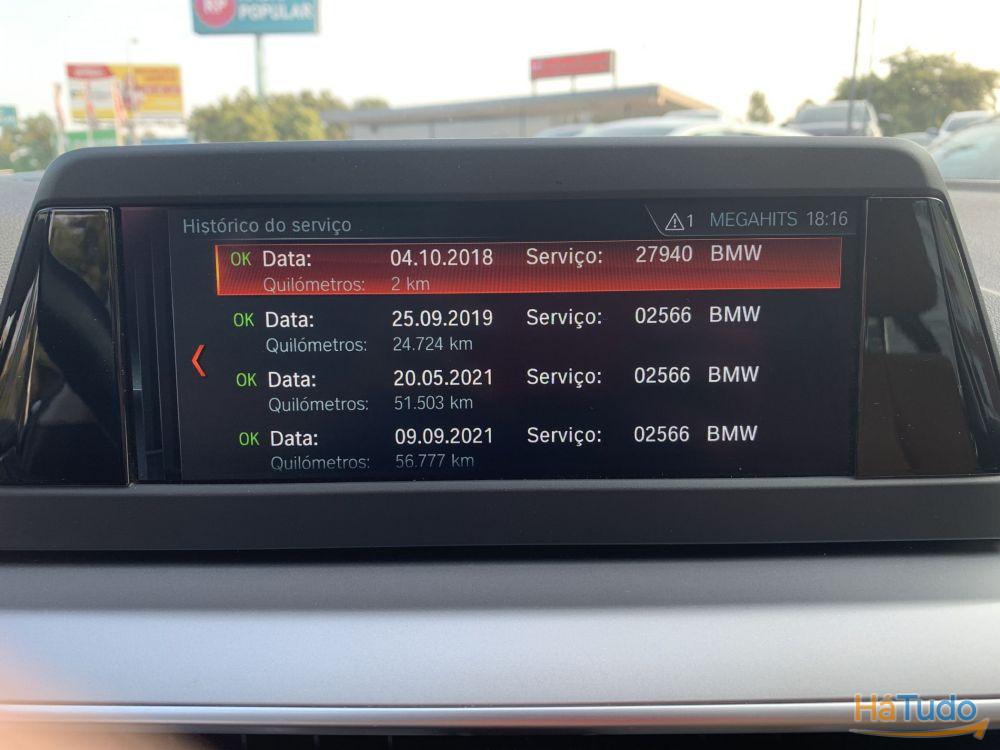 POPULAR
Histórico do serviço 1 MEGAHITS 18:16
OK Data: 04.10.2018 Serviço: 27940 BMW
Quilómetros: 2 km
OK Data: 25.09.2019 Serviço: 02566 BMW
Quilómetros: 24.724 km
OK Data: 20.05.2021 Serviço: 02566 BMW
Quilómetros: 51.503 km
OK Data: 09.09.2021 Serviço: 02566 BMW
Quilómetros: 56.777 km
HáTudo